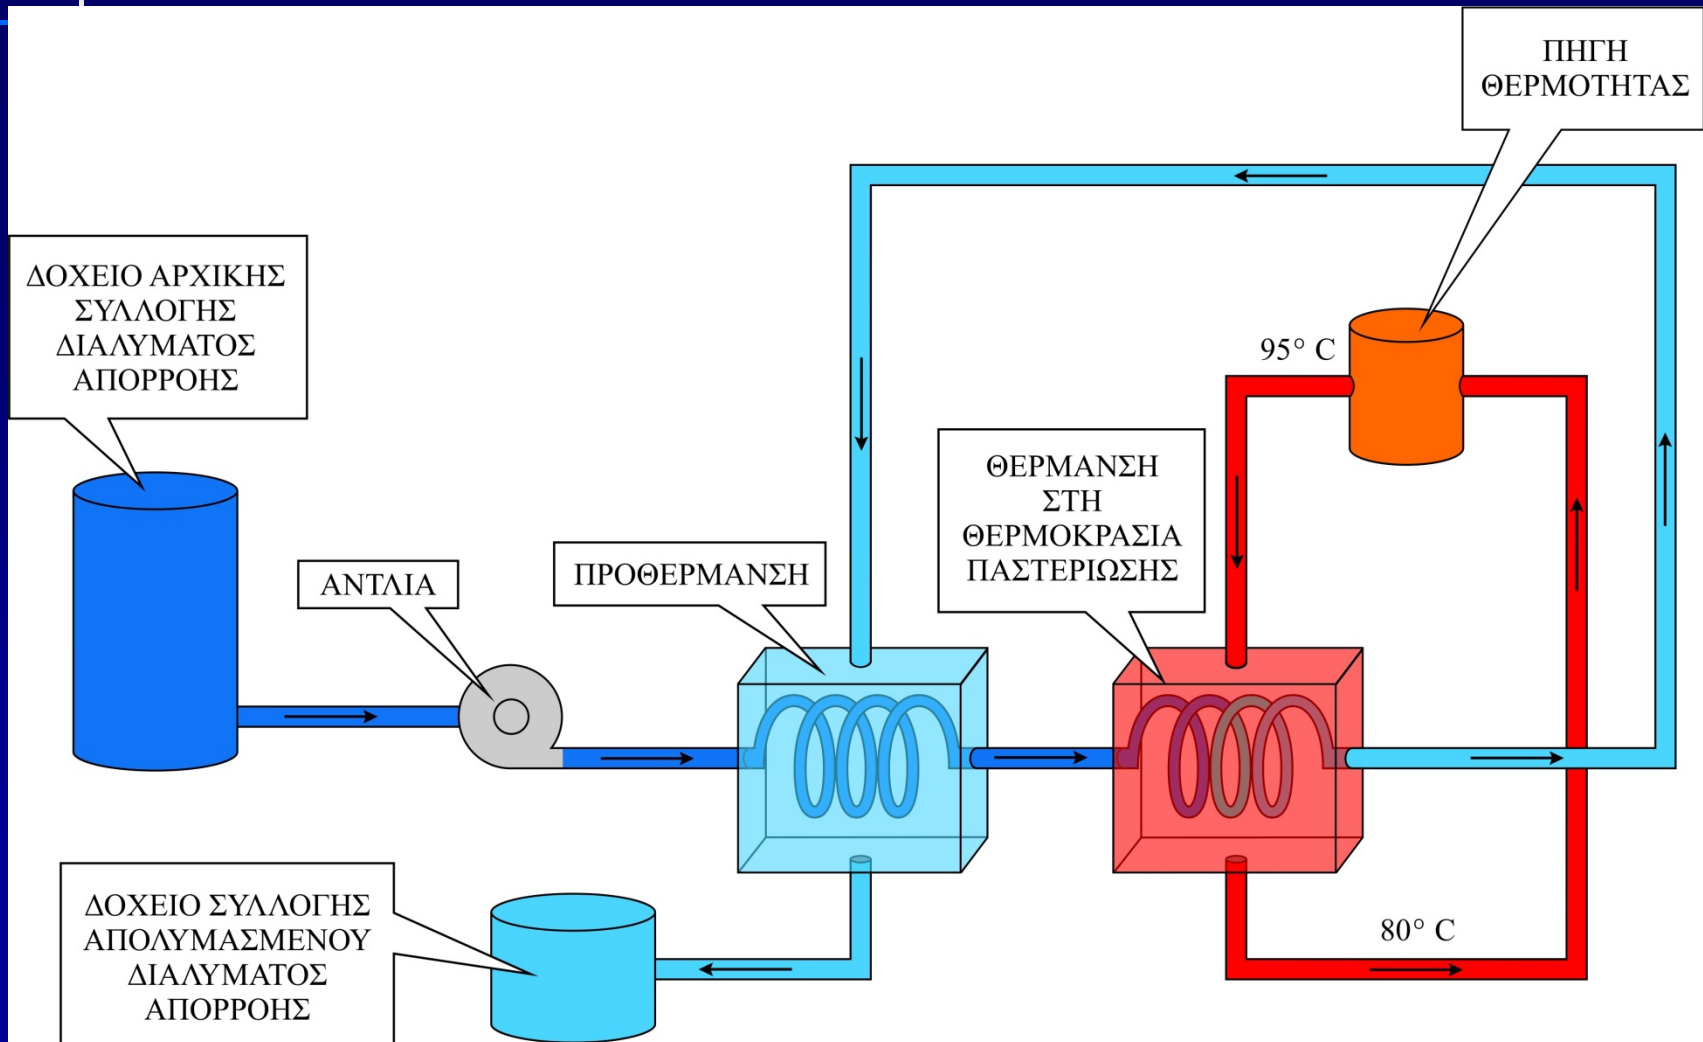 ΠΗΓΗ
ΘΕΡΜΟΤΗΤΑΣ
ΔΟΧΕΙΟ ΑΡΧΙΚΗΣ
ΣΥΛΛΟΓΗΣ
ΔΙΑΛΥΜΑΤΟΣ
ΑΠΟΡΡΟΗΣ
95° C
ΘΕΡΜΑΝΣΗ
ΣΤΗ
ΘΕΡΜΟΚΡΑΣΙΑ
ΠΑΣΤΕΡΙΩΣΗΣ
ΠΡΟΘΕΡΜΑΝΣΗ
ΑΝΤΛΙΑ
ΔΟΧΕΙΟ ΣΥΛΛΟΓΗΣ
ΑΠΟΛΥΜΑΣΜΕΝΟΥ
ΔΙΑΛΥΜΑΤΟΣ
ΑΠΟΡΡΟΗΣ
80° C